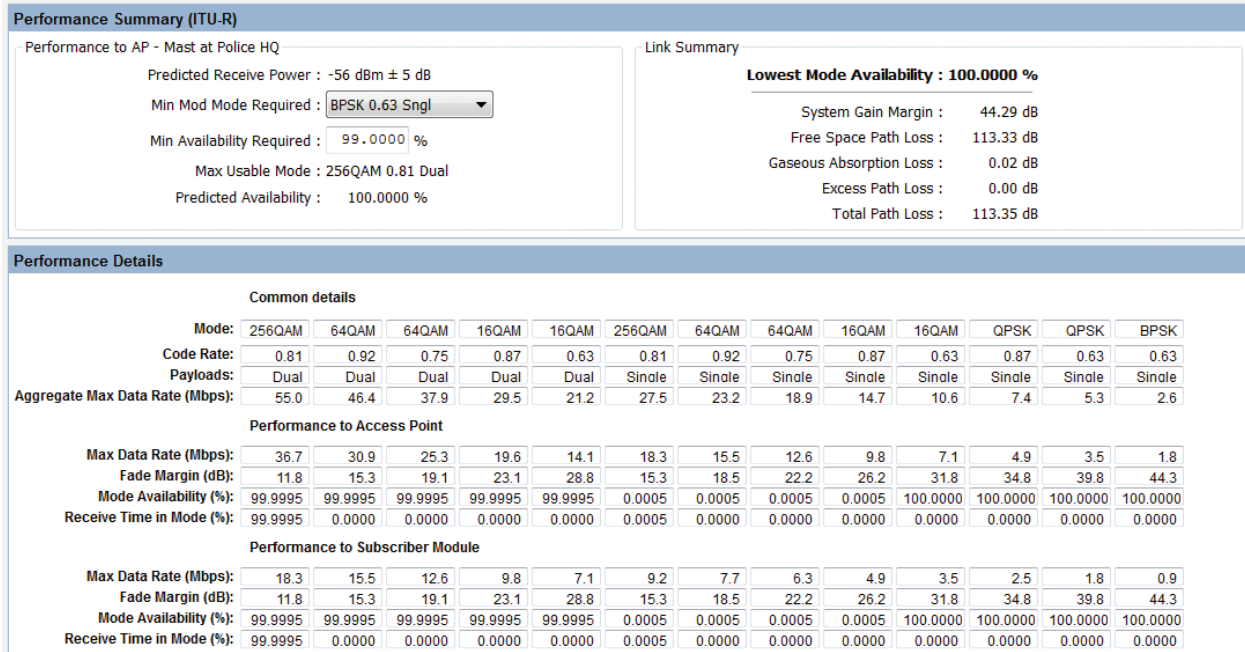 Performance Summary (ITU-R)
Performance to AP - Mast at Police HQ
Predicted Receive Power : -56 dBm ± 5 dB
Min Mod Mode Required : BPSK 0.63 Sngl
Min Availability Required : 99.0000 %
Max Usable Mode : 256QAM 0.81 Dual
Predicted Availability : 100.0000 %
Link Summary
Lowest Mode Availability : 100.0000 %
System Gain Margin : 44.29 dB
Free Space Path Loss : 113.33 dB
Gaseous Absorption Loss : 0.02 dB
Excess Path Loss : 0.00 dB
Total Path Loss : 113.35 dB
Performance Details
Common details
Mode: 256QAM 64QAM 64QAM 16QAM 16QAM 256QAM 64QAM 64QAM 16QAM 16QAM QPSK QPSK BPSK
Code Rate: 0.81 0.92 0.75 0.87 0.63 0.81 0.92 0.75 0.87 0.63 0.87 0.63 0.63
Payloads: Dual Dual Dual Dual Dual Single Single Single Single Single Single Single Single
Aggregate Max Data Rate (Mbps): 55.0 46.4 37.9 29.5 21.2 27.5 23.2 18.9 14.7 10.6 7.4 5.3 2.6
Performance to Access Point
Max Data Rate (Mbps): 36.7 30.9 25.3 19.6 14.1 18.3 15.5 12.6 9.8 7.1 4.9 3.5 1.8
Fade Margin (dB): 11.8 15.3 19.1 23.1 28.8 15.3 18.5 22.2 26.2 31.8 34.8 39.8 44.3
Mode Availability (%): 99.9995 99.9995 99.9995 99.9995 99.9995 0.0005 0.0005 0.0005 0.0005 100.0000 100.0000 100.0000 100.0000
Receive Time in Mode (%): 99.9995 0.0000 0.0000 0.0000 0.0000 0.0005 0.0000 0.0000 0.0000 0.0000 0.0000 0.0000 0.0000
Performance to Subscriber Module
Max Data Rate (Mbps): 18.3 15.5 12.6 9.8 7.1 9.2 7.7 6.3 4.9 3.5 2.5 1.8 0.9
Fade Margin (dB): 11.8 15.3 19.1 23.1 28.8 15.3 18.5 22.2 26.2 31.8 34.8 39.8 44.3
Mode Availability (%): 99.9995 99.9995 99.9995 99.9995 99.9995 0.0005 0.0005 0.0005 0.0005 100.0000 100.0000 100.0000 100.0000
Receive Time in Mode (%): 99.9995 0.0000 0.0000 0.0000 0.0000 0.0005 0.0000 0.0000 0.0000 0.0000 0.0000 0.0000 0.0000